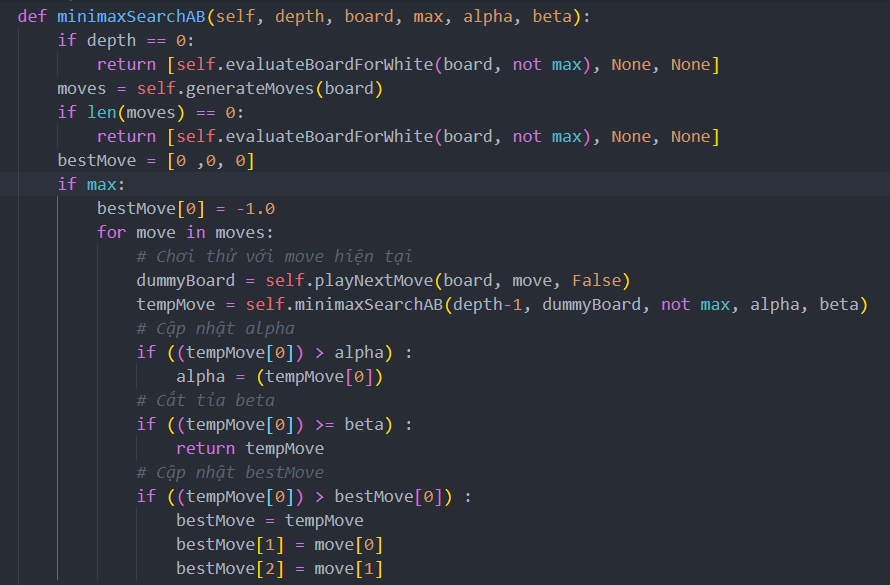 def minimaxSearchAB(self, depth, board, max, alpha, beta):
    if depth == 0:
        return [self.evaluateBoardForWhite(board, not max), None, None]
    moves = self.generateMoves(board)
    if len(moves) == 0:
        return [self.evaluateBoardForWhite(board, not max), None, None]
    bestMove = [0 ,0, 0]
    if max:
        bestMove[0] = -1.0
        for move in moves:
            # Chơi thử với move hiện tại
            dummyBoard = self.playNextMove(board, move, False)
            tempMove = self.minimaxSearchAB(depth-1, dummyBoard, not max, alpha, beta)
            # Cập nhật alpha
            if ((tempMove[0]) > alpha) :
                alpha = (tempMove[0])
            # Cắt tỉa beta
            if ((tempMove[0]) >= beta) :
                return tempMove
            # Cập nhật bestMove
            if ((tempMove[0]) > bestMove[0]) :
                bestMove = tempMove
                bestMove[1] = move[0]
                bestMove[2] = move[1]